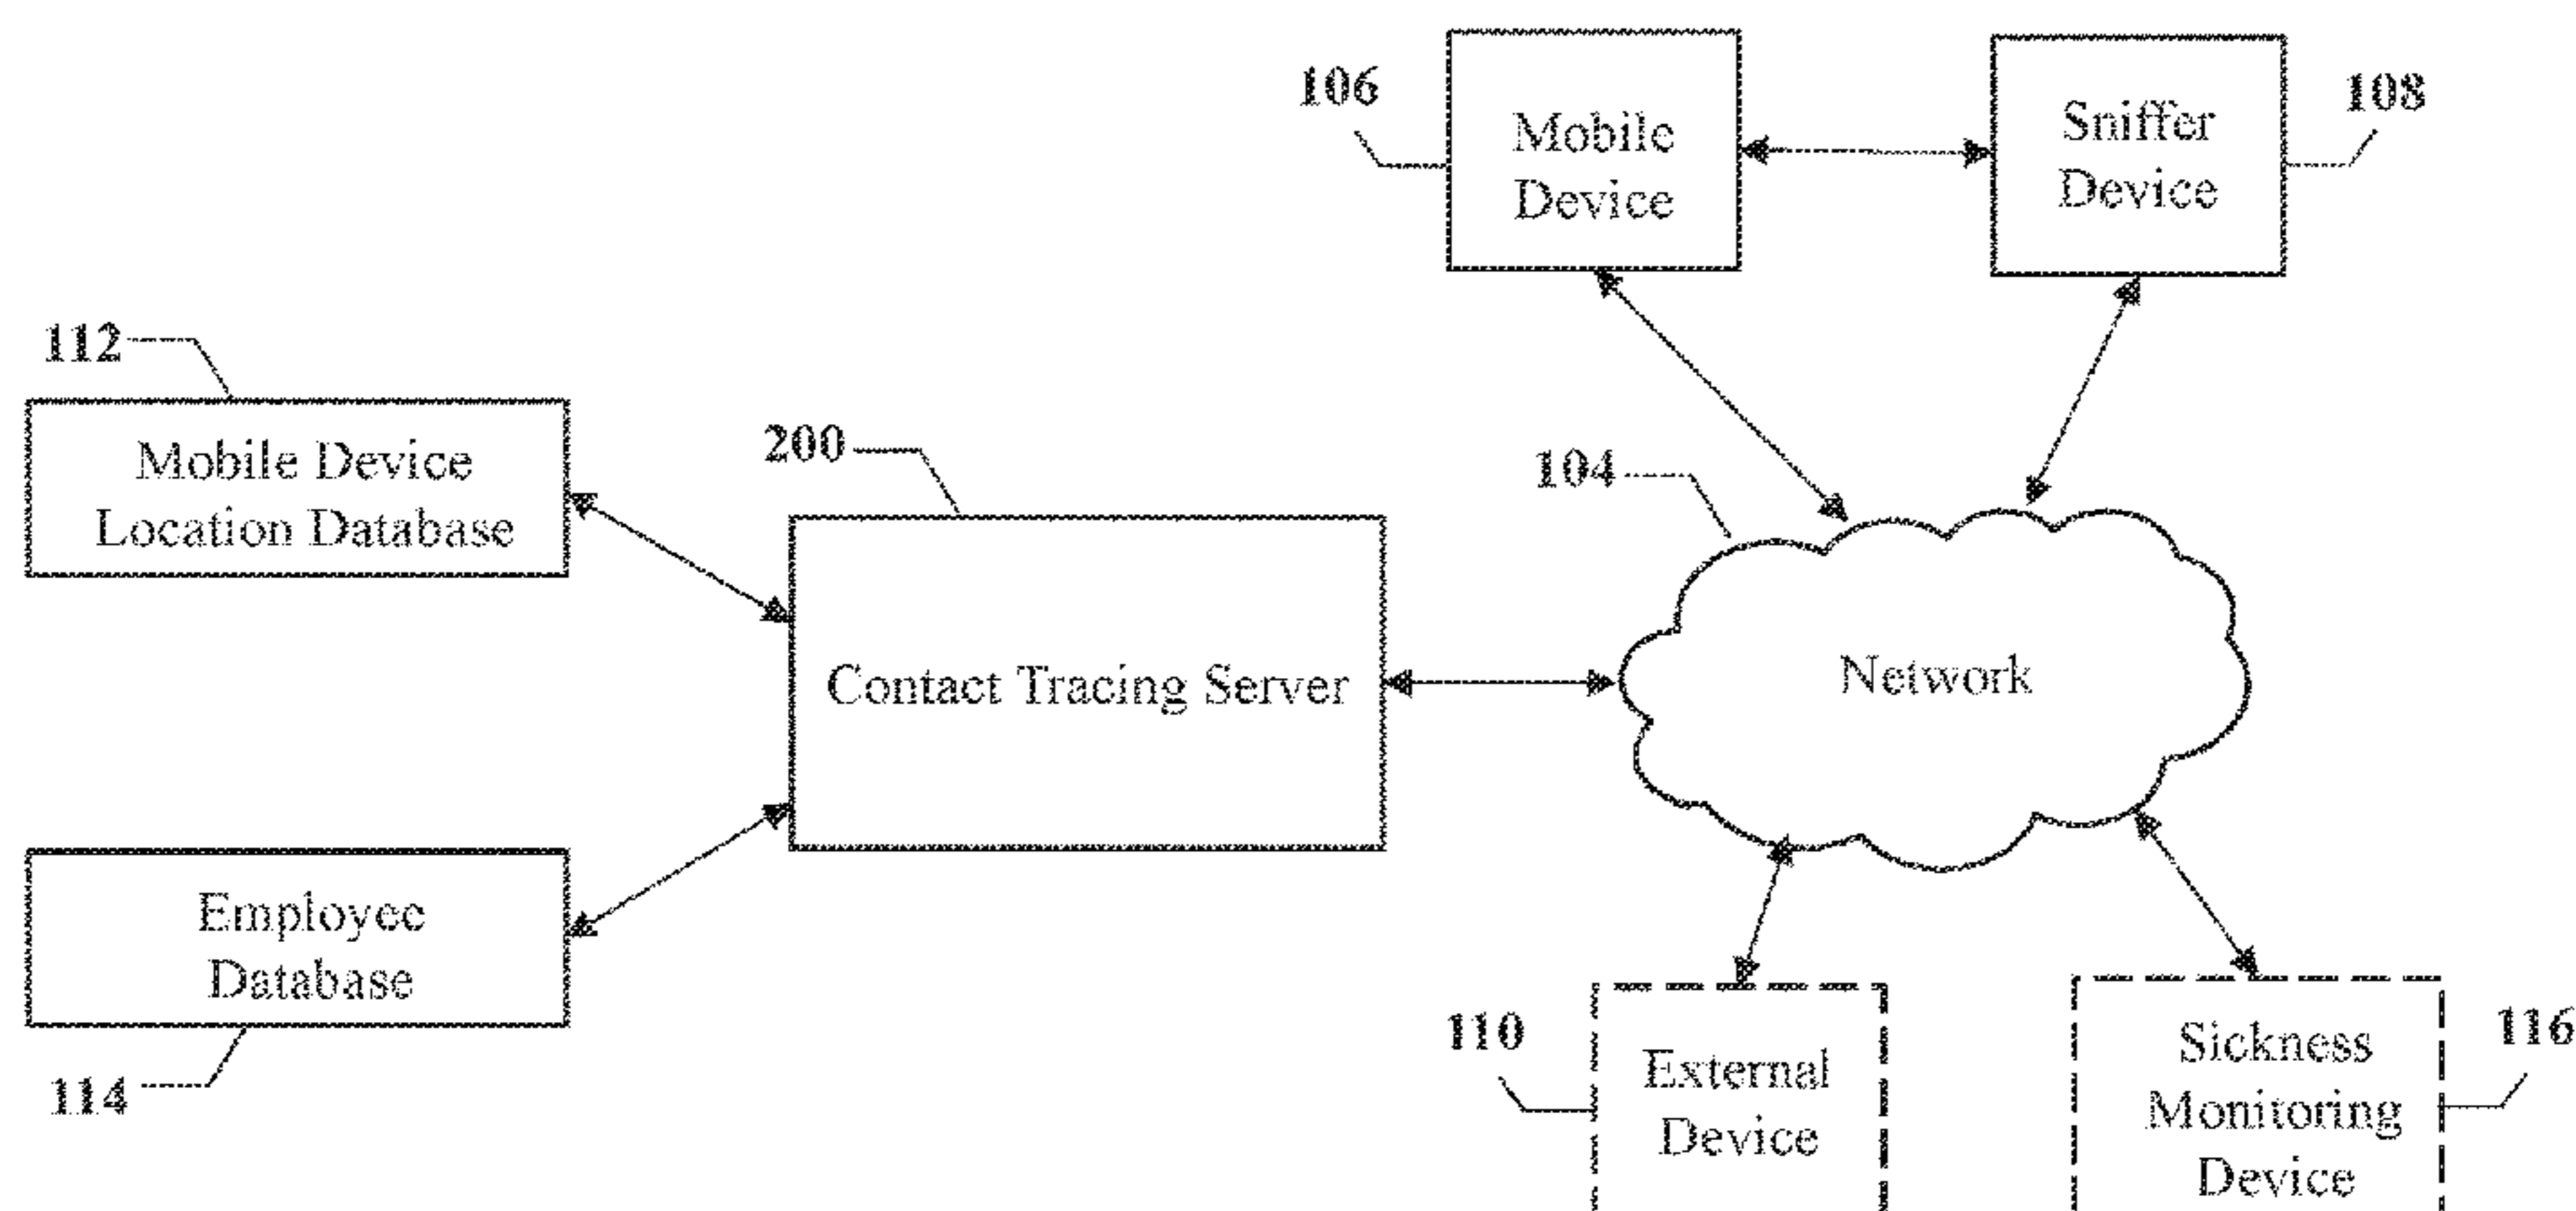 106
Mobile
Device
Sniffer
Device
108
112
Mobile Device
Location Database
200
Contact Tracing Server
104
Network
Employee
Database
114
110
External
Device
Sickness
Monitoring
Device
116